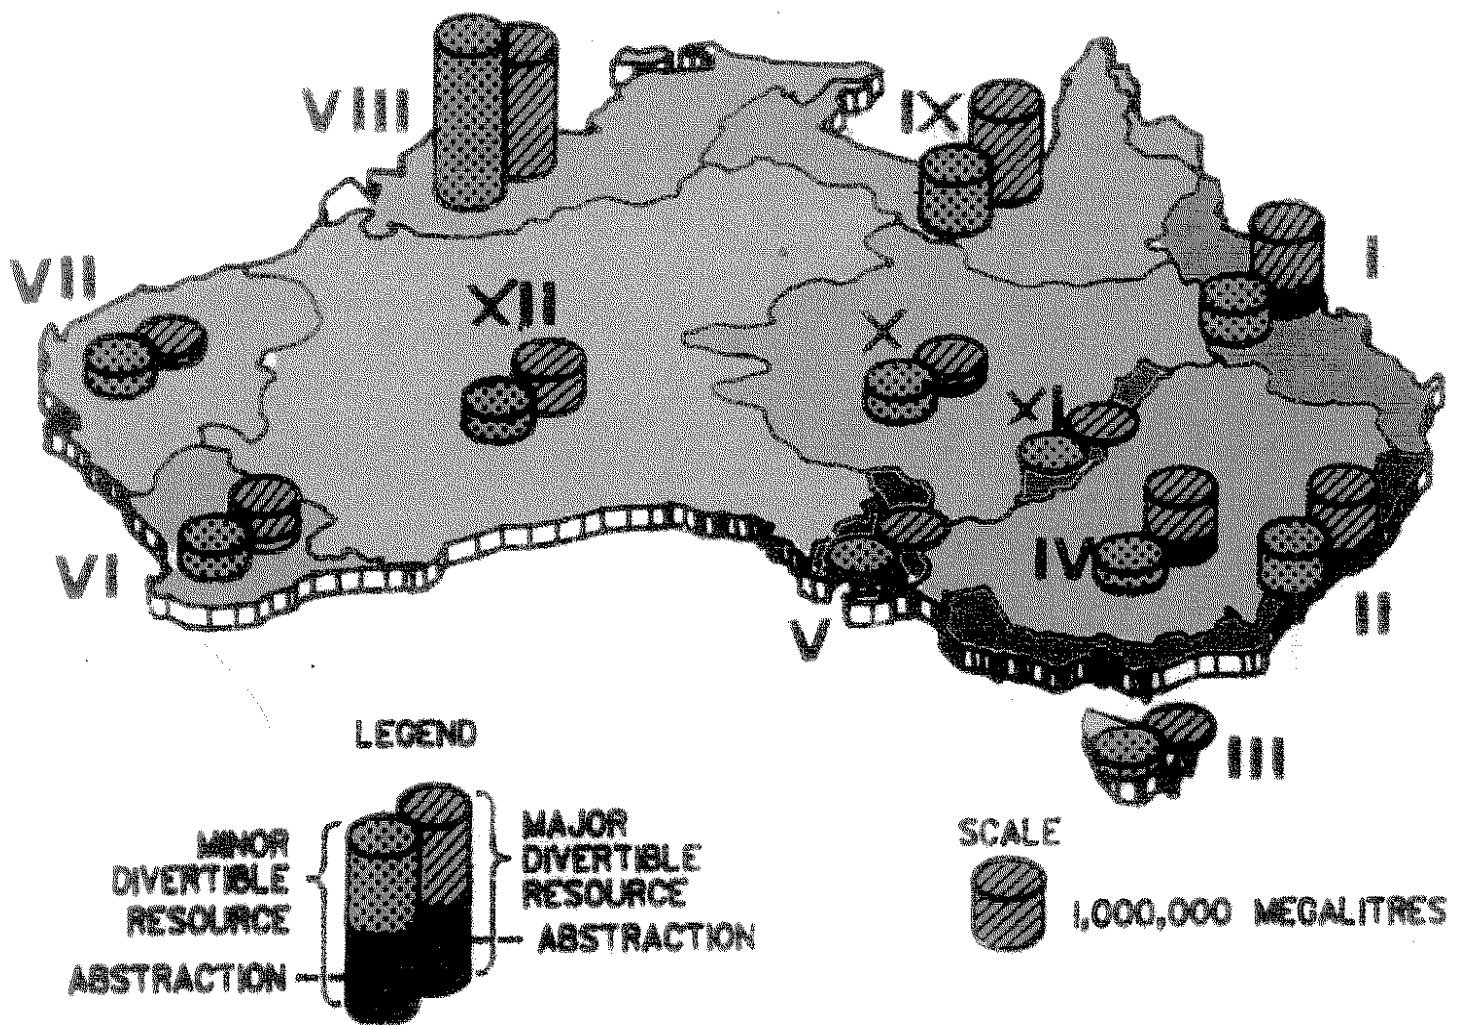 VIII
IX
I
VII
XII
X
XI
VI
IV
V
II
III
LEGEND
MINOR
DIVERTIBLE
RESOURCE
ABSTRACTION
MAJOR
DIVERTIBLE
RESOURCE
ABSTRACTION
SCALE
1,000,000 MEGALITRES